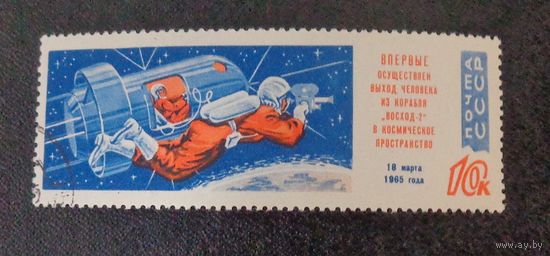 ВПЕРВЫЕ
ОСУЩЕСТВЛЕН
ВЫХОД ЧЕЛОВЕКА
ИЗ КОРАБЛЯ
„ВОСХОД-2"
В КОСМИЧЕСКОЕ
ПРОСТРАНСТВО
18 марта
1965 года
ПОЧТА
СССР
10К
www.ay.by